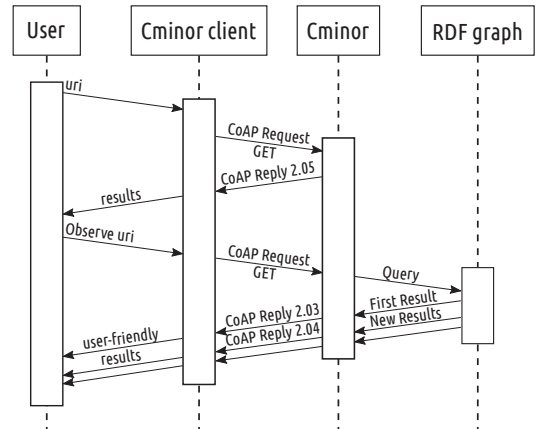 User
Cminor client
Cminor
RDF graph
uri
CoAP Request
GET
CoAP Reply 2.05
results
Observe uri
CoAP Request
GET
Query
First Result
New Results
CoAP Reply 2.03
CoAP Reply 2.04
user-friendly
results